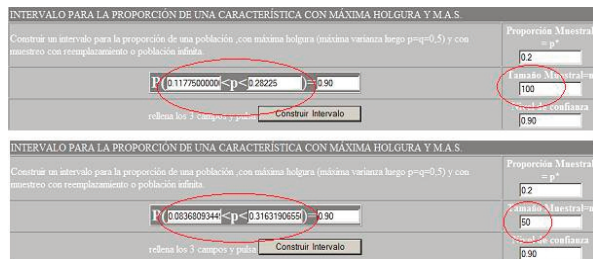 INTERVALO PARA LA PROPORCIÓN DE UNA CARACTERÍSTICA CON MÁXIMA HOLGURA Y M.A.S.
Construir un intervalo para la proporción de una población ,con máxima holgura (máxima varianza luego p=q=0,5) y con
muestreo con reemplazamiento o población infinita.
Proporción Muestral
= p*
0.2
P( 0.1177500000 <p< 0.28225 )= 0.90
Tamaño Muestral=n
100
rellena los 3 campos y pulsa Construir Intervalo
Nivel de confianza
0.90
INTERVALO PARA LA PROPORCIÓN DE UNA CARACTERÍSTICA CON MÁXIMA HOLGURA Y M.A.S.
Construir un intervalo para la proporción de una población ,con máxima holgura (máxima varianza luego p=q=0,5) y con
muestreo con reemplazamiento o población infinita.
Proporción Muestral
= p*
0.2
P( 0.083680934 <p< 0.316319065 )= 0.90
Tamaño Muestral=n
50
rellena los 3 campos y pulsa Construir Intervalo
Nivel de confianza
0.90